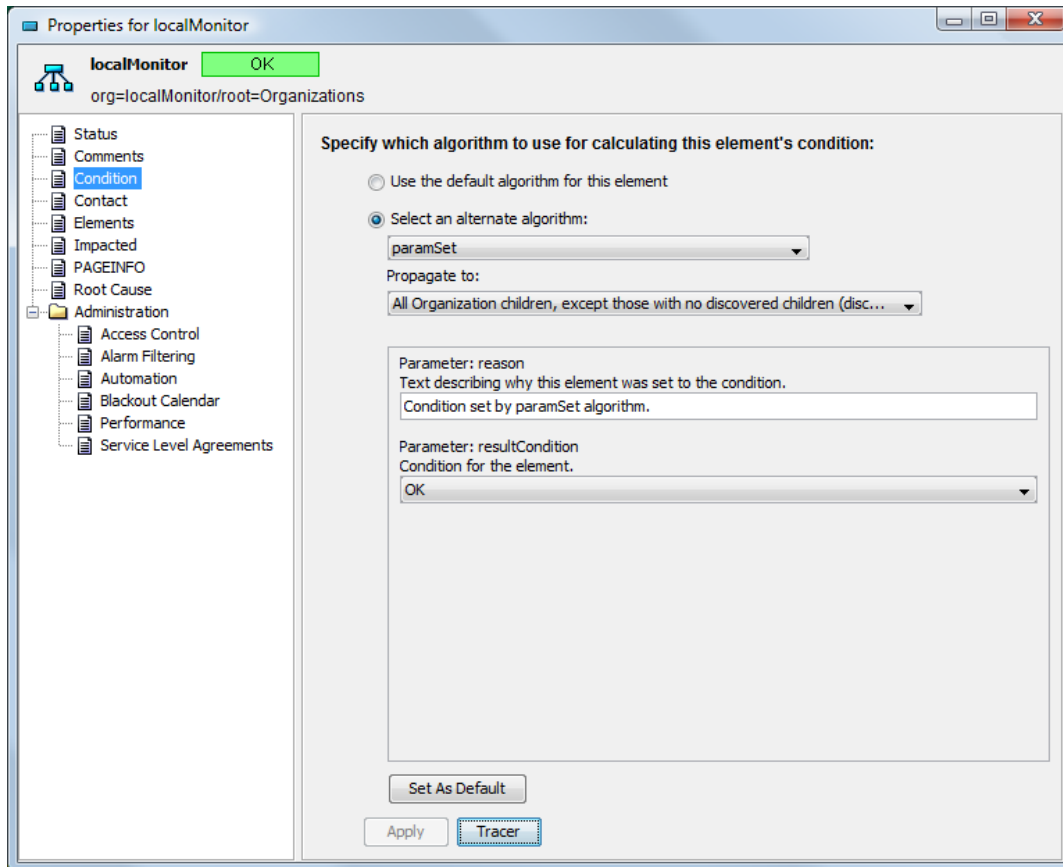 Properties for localMonitor
localMonitor OK
org=localMonitor/root=Organizations
Status
Comments
Condition
Contact
Elements
Impacted
PAGEINFO
Root Cause
Administration
Access Control
Alarm Filtering
Automation
Blackout Calendar
Performance
Service Level Agreements
Specify which algorithm to use for calculating this element's condition:
Use the default algorithm for this element
Select an alternate algorithm:
paramSet
Propagate to:
All Organization children, except those with no discovered children (disc...
Parameter: reason
Text describing why this element was set to the condition.
Condition set by paramSet algorithm.
Parameter: resultCondition
Condition for the element.
OK
Set As Default
Apply Tracer